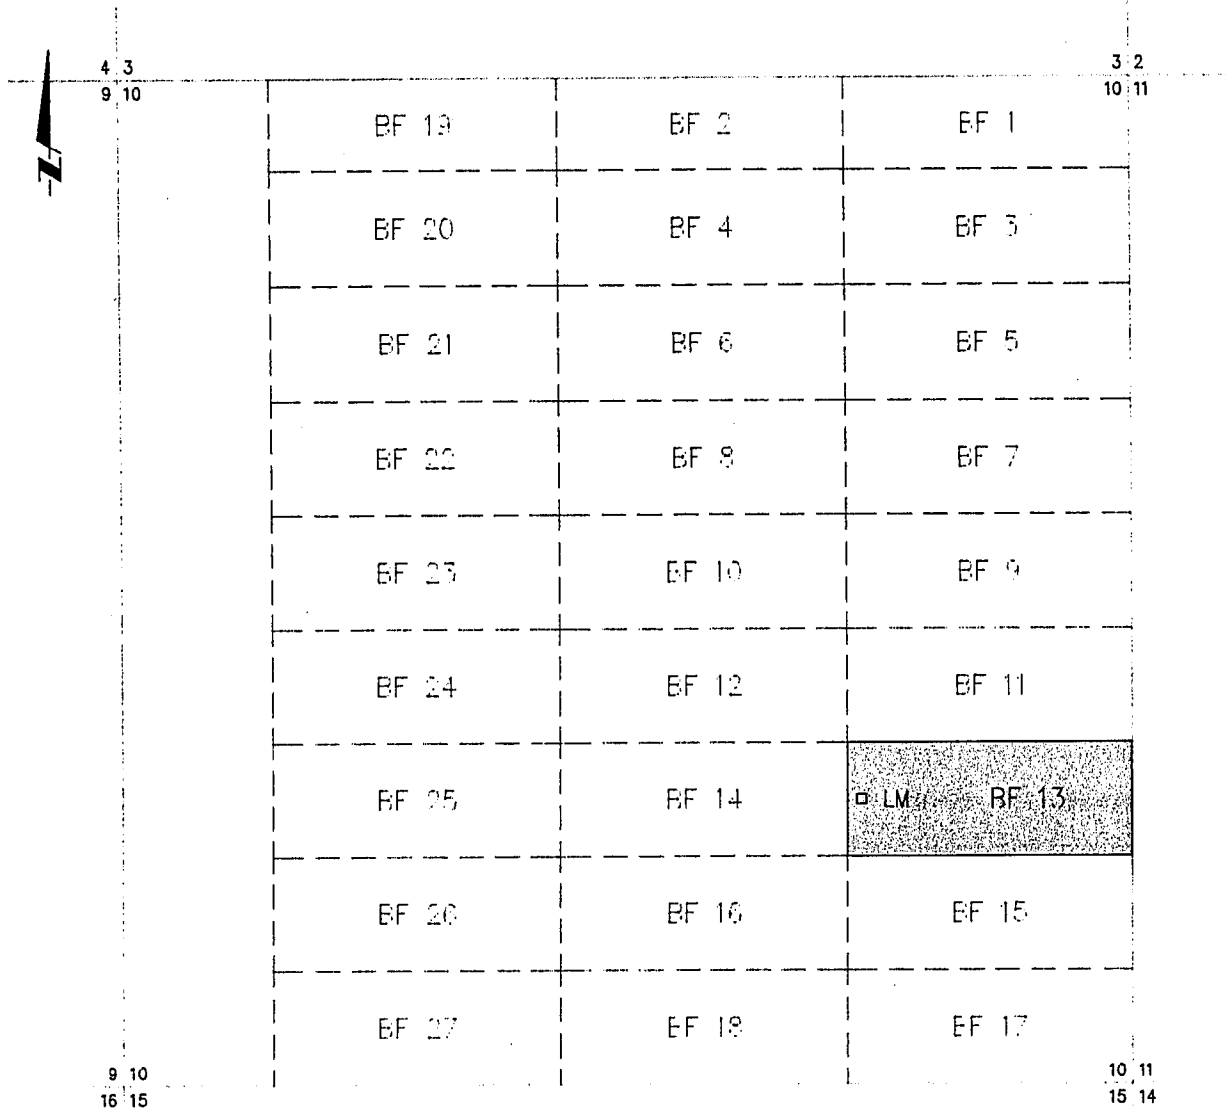 4 3 3 2
9 10 10 11
N
BF 19 BF 2 BF 1
BF 20 BF 4 BF 3
BF 21 BF 6 BF 5
BF 22 BF 8 BF 7
BF 23 BF 10 BF 9
BF 24 BF 12 BF 11
BF 25 BF 14 LM BF 13
BF 26 BF 16 BF 15
BF 27 BF 18 BF 17
9 10 10 11
16 15 15 14